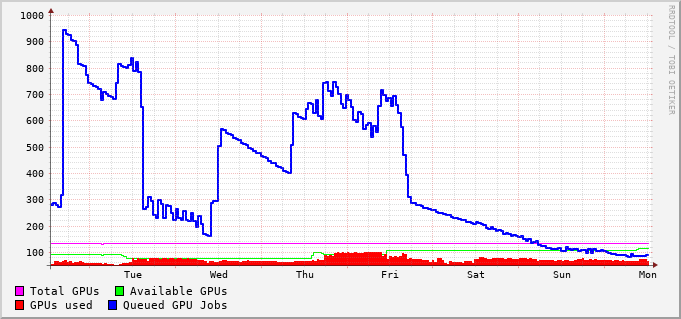 1000
900
800
700
600
500
400
300
200
100
Tue Wed Thu Fri Sat Sun Mon
Total GPUs Available GPUs
GPUs used Queued GPU Jobs
RRDTOOL / TOBI OETIKER